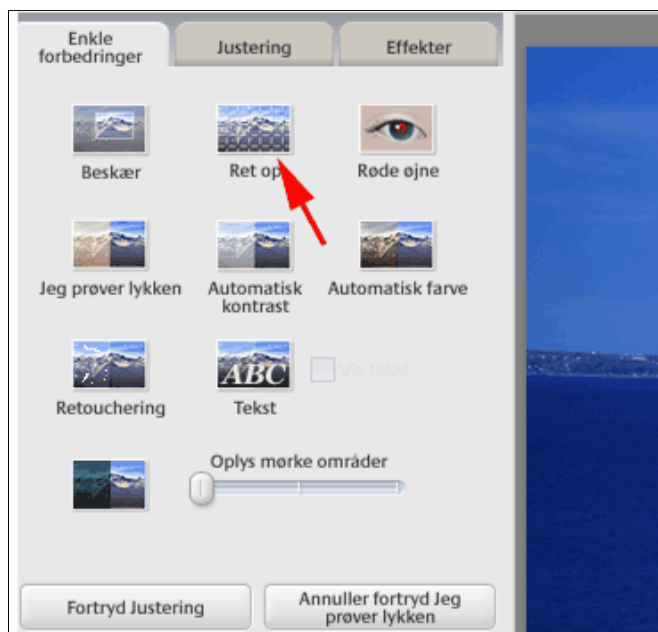 Enkle
forbedringer
Justering
Effekter
Beskær
Ret op
Røde øjne
Jeg prøver lykken
Automatisk
kontrast
Automatisk farve
Retouchering
ABC
Tekst
Vis tekst
Oplys mørke områder
Fortryd Justering
Annuller fortryd Jeg
prøver lykken